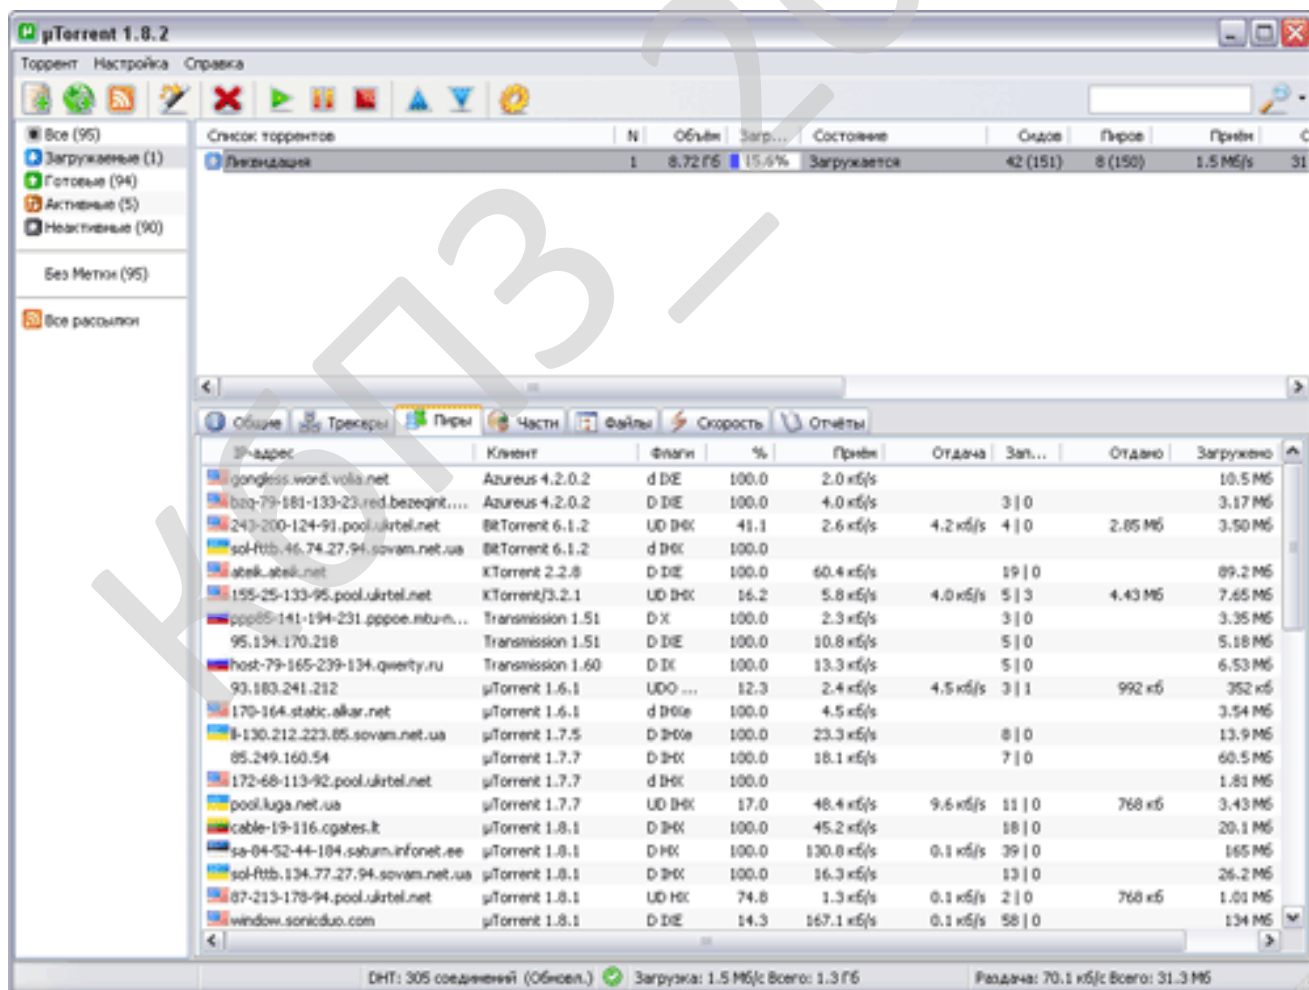 µTorrent 1.8.2
Торрент Настройка Справка
Все (95)
Загружаемые (1)
Готовые (94)
Активные (5)
Неактивные (90)
Без Метки (95)
Все рассылки
Список торрентов N Объём Загр... Состояние Сидов Пиров Приём
Ликвидация 1 8.72 Гб 15.6% Загружается 42 (151) 8 (150) 1.5 Мб/s 31
Общие Трекеры Пиры Части Файлы Скорость Отчёты
IP-адрес Клиент Флаги % Приём Отдача Зап... Отдано Загружено
gongless.word.volia.net Azureus 4.2.0.2 d IXE 100.0 2.0 кб/s 10.5 Мб
bzq-79-181-133-23.red.bezeqint.... Azureus 4.2.0.2 D IXE 100.0 4.0 кб/s 3 | 0 3.17 Мб
243-200-124-91.pool.ukrtel.net BitTorrent 6.1.2 UD IHX 41.1 2.6 кб/s 4.2 кб/s 4 | 0 2.85 Мб 3.50 Мб
sol-fttb.46.74.27.94.sovam.net.ua BitTorrent 6.1.2 d IHX 100.0
ateik.ateik.net KTorrent 2.2.8 D IXE 100.0 60.4 кб/s 19 | 0 89.2 Мб
155-25-133-95.pool.ukrtel.net KTorrent/3.2.1 UD IHX 16.2 5.8 кб/s 4.0 кб/s 5 | 3 4.43 Мб 7.65 Мб
ppp85-141-194-231.pppoe.mtu-n... Transmission 1.51 D X 100.0 2.3 кб/s 3 | 0 3.35 Мб
95.134.170.218 Transmission 1.51 D IXE 100.0 10.8 кб/s 5 | 0 5.18 Мб
host-79-165-239-134.qwerty.ru Transmission 1.60 D IX 100.0 13.3 кб/s 5 | 0 6.53 Мб
93.183.241.212 µTorrent 1.6.1 UDO ... 12.3 2.4 кб/s 4.5 кб/s 3 | 1 992 кб 352 кб
170-164.static.alkar.net µTorrent 1.6.1 d IHXe 100.0 4.5 кб/s 3.54 Мб
ll-130.212.223.85.sovam.net.ua µTorrent 1.7.5 D IHXe 100.0 23.3 кб/s 8 | 0 13.9 Мб
85.249.160.54 µTorrent 1.7.7 D IHX 100.0 18.1 кб/s 7 | 0 60.5 Мб
172-68-113-92.pool.ukrtel.net µTorrent 1.7.7 d IHX 100.0 1.81 Мб
pool.luga.net.ua µTorrent 1.7.7 UD IHX 17.0 48.4 кб/s 9.6 кб/s 11 | 0 768 кб 3.43 Мб
cable-19-116.cgates.lt µTorrent 1.8.1 D IHX 100.0 45.2 кб/s 18 | 0 20.1 Мб
sa-84-52-44-184.saturn.infonet.ee µTorrent 1.8.1 D HX 100.0 130.8 кб/s 0.1 кб/s 39 | 0 165 Мб
sol-fttb.134.77.27.94.sovam.net.ua µTorrent 1.8.1 D IHX 100.0 16.3 кб/s 13 | 0 26.2 Мб
87-213-178-94.pool.ukrtel.net µTorrent 1.8.1 UD HX 74.8 1.3 кб/s 0.1 кб/s 2 | 0 768 кб 1.01 Мб
window.sonicduo.com µTorrent 1.8.1 D IXE 14.3 167.1 кб/s 0.1 кб/s 58 | 0 134 Мб
DHT: 305 соединений (Обновл.) Загрузка: 1.5 Мб/с Всего: 1.3 Гб Раздача: 70.1 кб/с Всего: 31.3 Мб